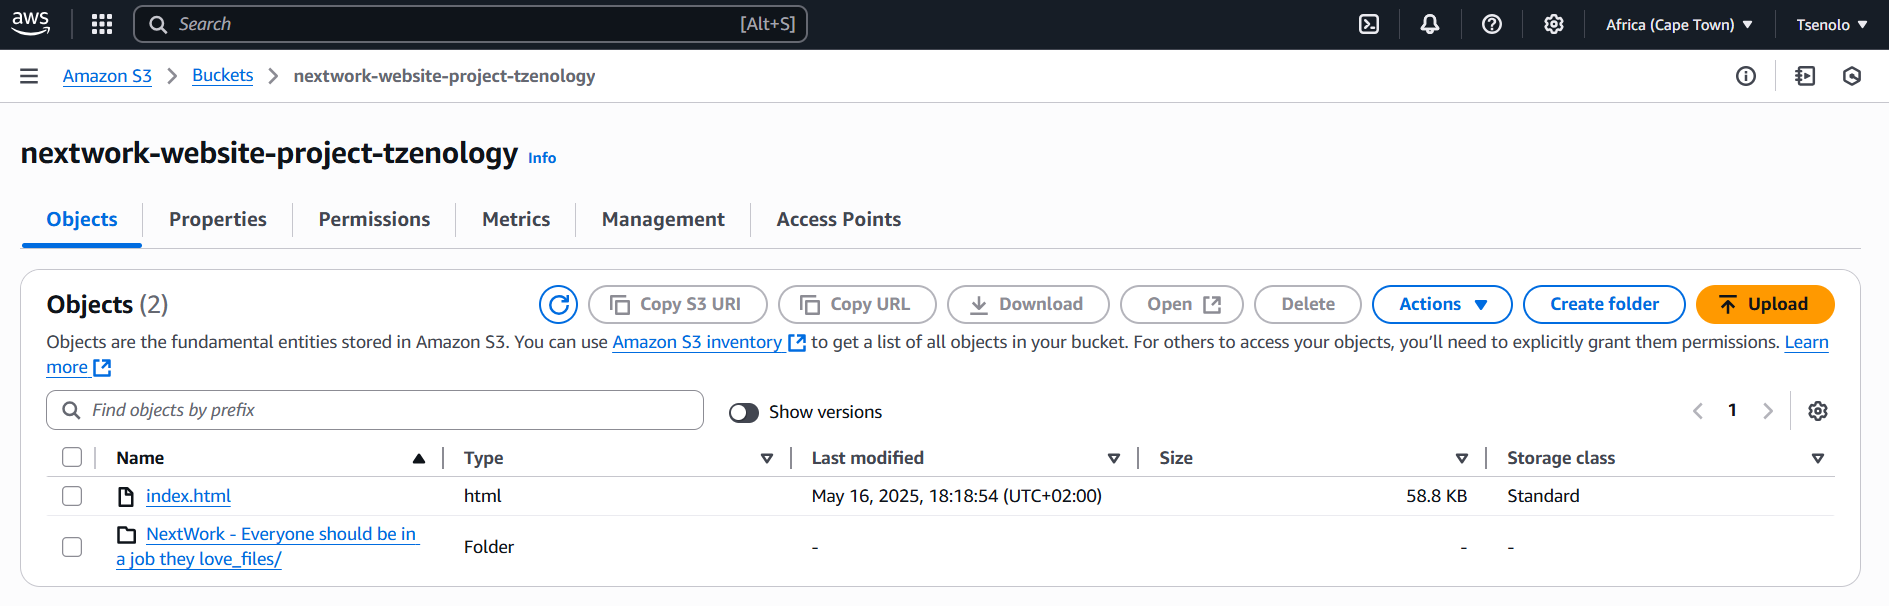 aws Search [Alt+S] Africa (Cape Town) Tsenolo
Amazon S3 Buckets nextwork-website-project-tzenology
nextwork-website-project-tzenology Info
Objects Properties Permissions Metrics Management Access Points
Objects (2) Copy S3 URI Copy URL Download Open Delete Actions Create folder Upload
Objects are the fundamental entities stored in Amazon S3. You can use Amazon S3 inventory to get a list of all objects in your bucket. For others to access your objects, you'll need to explicitly grant them permissions. Learn
more
Find objects by prefix Show versions 1
Name Type Last modified Size Storage class
index.html html May 16, 2025, 18:18:54 (UTC+02:00) 58.8 KB Standard
NextWork - Everyone should be in
a job they love_files/ Folder - - -